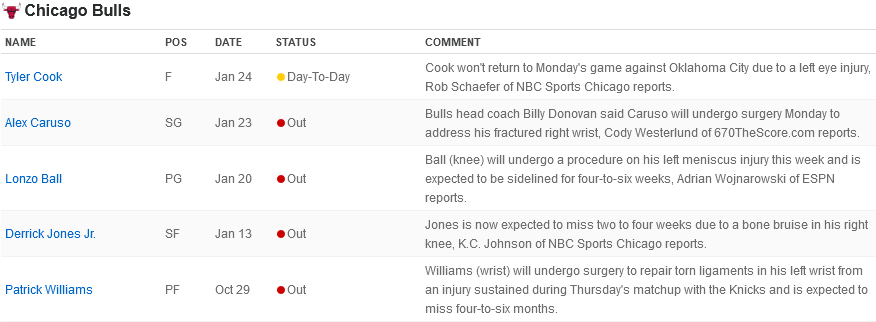 Chicago Bulls
NAME POS DATE STATUS COMMENT
Tyler Cook F Jan 24 Day-To-Day Cook won't return to Monday's game against Oklahoma City due to a left eye injury,
Rob Schaefer of NBC Sports Chicago reports.
Alex Caruso SG Jan 23 Out Bulls head coach Billy Donovan said Caruso will undergo surgery Monday to
address his fractured right wrist, Cody Westerlund of 670TheScore.com reports.
Lonzo Ball PG Jan 20 Out Ball (knee) will undergo a procedure on his left meniscus injury this week and is
expected to be sidelined for four-to-six weeks, Adrian Wojnarowski of ESPN
reports.
Derrick Jones Jr. SF Jan 13 Out Jones is now expected to miss two to four weeks due to a bone bruise in his right
knee, K.C. Johnson of NBC Sports Chicago reports.
Patrick Williams PF Oct 29 Out Williams (wrist) will undergo surgery to repair torn ligaments in his left wrist from
an injury sustained during Thursday's matchup with the Knicks and is expected to
miss four-to-six months.